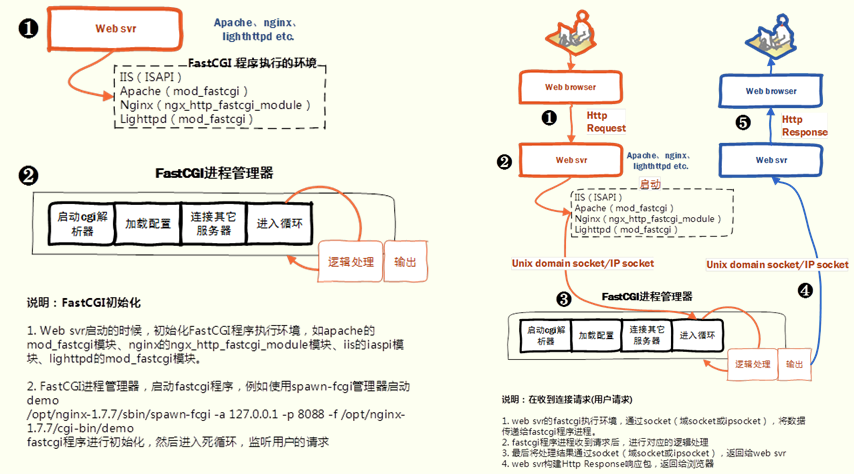 ❶
Web svr
Apache、nginx、
lighthttpd etc.
FastCGI 程序执行的环境
IIS（ISAPI）
Apache（mod_fastcgi）
Nginx（ngx_http_fastcgi_module）
Lighttpd（mod_fastcgi）
❷
FastCGI进程管理器
启动cgi解
析器
加载配置
连接其它
服务器
进入循环
逻辑处理
输出
说明：FastCGI初始化
1. Web svr启动的时候，初始化FastCGI程序执行环境，如apache的
mod_fastcgi模块、nginx的ngx_http_fastcgi_module模块、iis的iaspi模
块、lighttpd的mod_fastcgi模块。
2. FastCGI进程管理器，启动fastcgi程序，例如使用spawn-fcgi管理器启动
demo
/opt/nginx-1.7.7/sbin/spawn-fcgi -a 127.0.0.1 -p 8088 -f /opt/nginx-
1.7.7/cgi-bin/demo
fastcgi程序进行初始化，然后进入死循环，监听用户的请求
Web browser
Web browser
❶
Http
Request
❺
Http
Response
❷
Web svr
Apache、nginx、
lighthttpd etc.
Web svr
启动
IIS（ISAPI）
Apache（mod_fastcgi）
Nginx（ngx_http_fastcgi_module）
Lighttpd（mod_fastcgi）
Unix domain socket/IP socket
Unix domain socket/IP socket
❸
FastCGI进程管理器
❹
启动cgi解
析器
加载配置
连接其它
服务器
进入循环
逻辑处理
输出
说明：在收到连接请求(用户请求)
1. web svr的fastcgi执行环境，通过socket（域socket或ipsocket），将数据
传递给fastcgi程序进程。
2. fastcgi程序进程收到请求后，进行对应的逻辑处理
3. 最后将处理结果通过socket（域socket或ipsocket），返回给web svr
4. web svr构建Http Response响应包，返回给浏览器